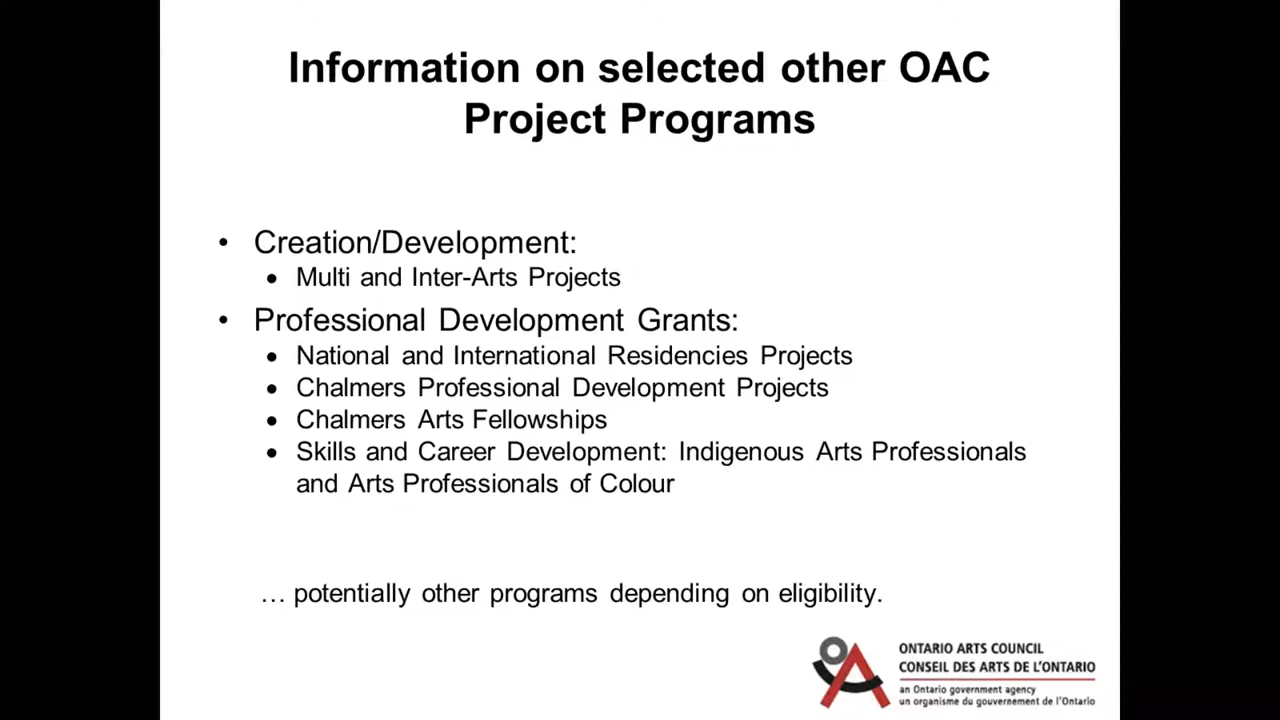 Information on selected other OAC
Project Programs
• Creation/Development:
• Multi and Inter-Arts Projects
• Professional Development Grants:
• National and International Residencies Projects
• Chalmers Professional Development Projects
• Chalmers Arts Fellowships
• Skills and Career Development: Indigenous Arts Professionals
and Arts Professionals of Colour
… potentially other programs depending on eligibility.
ONTARIO ARTS COUNCIL
CONSEIL DES ARTS DE L'ONTARIO
an Ontario government agency
un organisme du gouvernement de l'Ontario